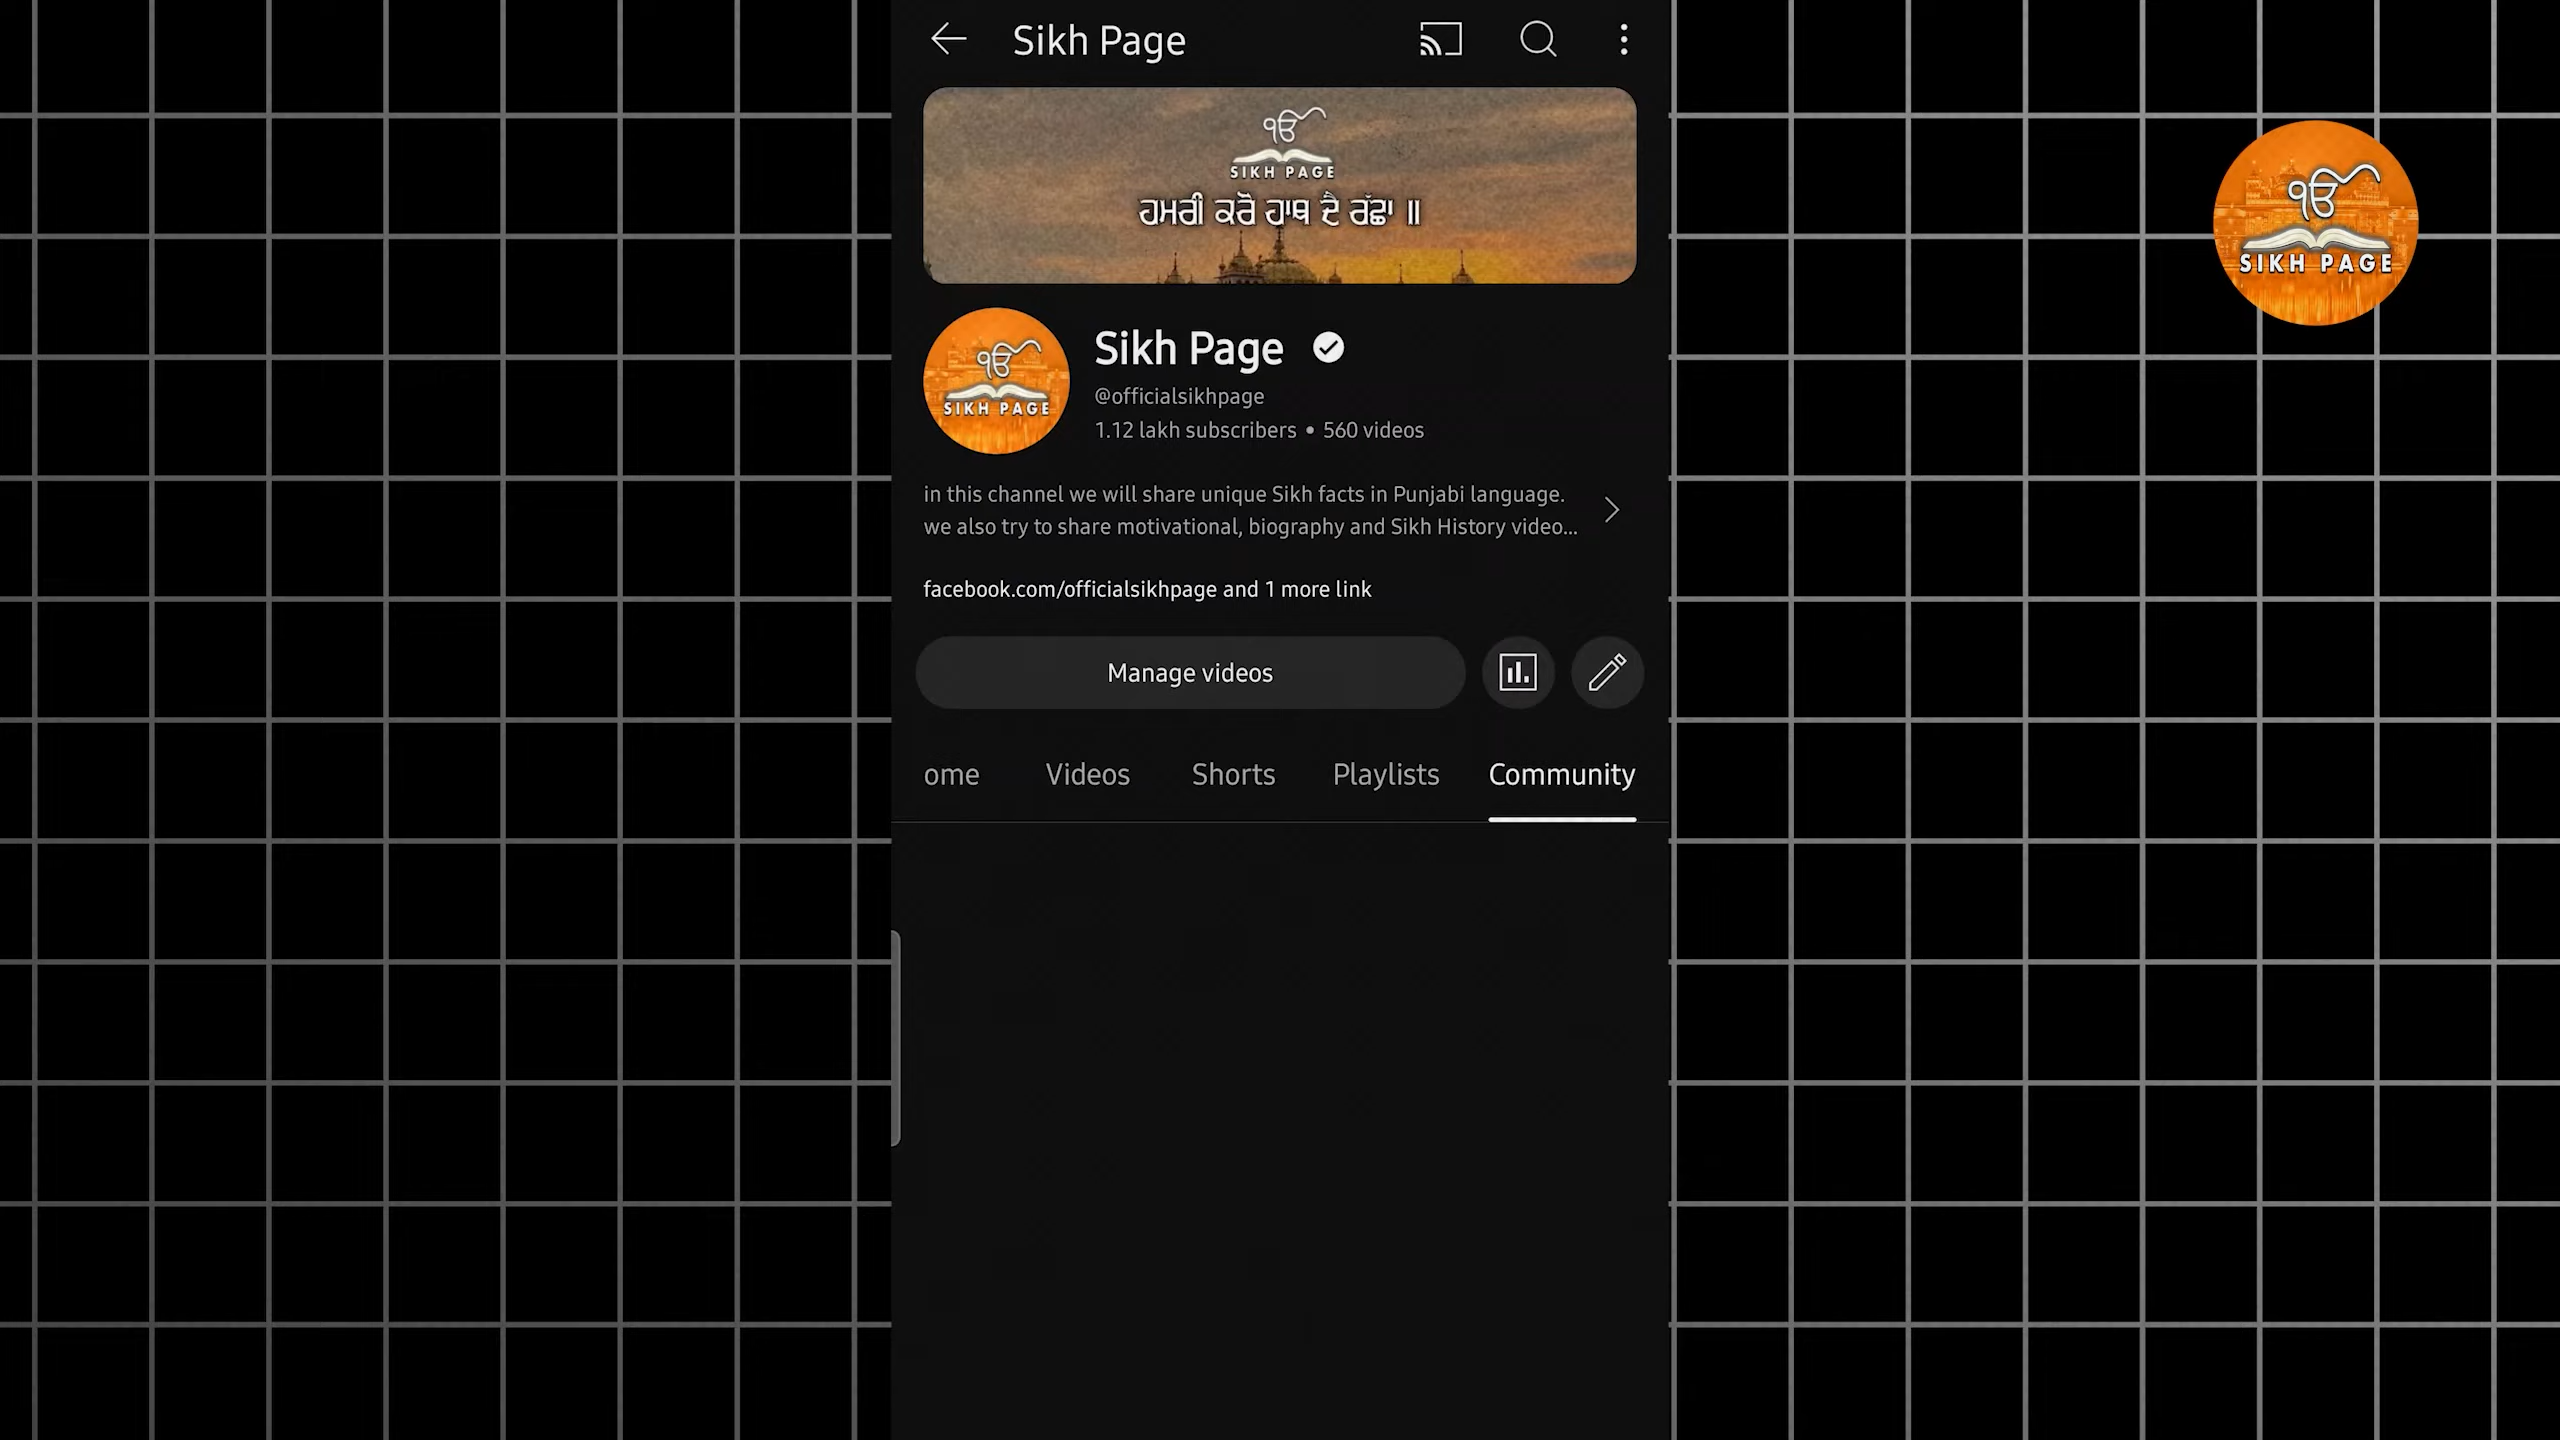 Sikh Page
ੴ
SIKH PAGE
ਹਮਰੀ ਕਰੋ ਹਾਥ ਦੈ ਰੱਛਾ ॥
ੴ
SIKH PAGE
Sikh Page
@officialsikhpage
1.12 lakh subscribers • 560 videos
in this channel we will share unique Sikh facts in Punjabi language.
we also try to share motivational, biography and Sikh History video...
facebook.com/officialsikhpage and 1 more link
Manage videos
ome Videos Shorts Playlists Community
ੴ
SIKH PAGE